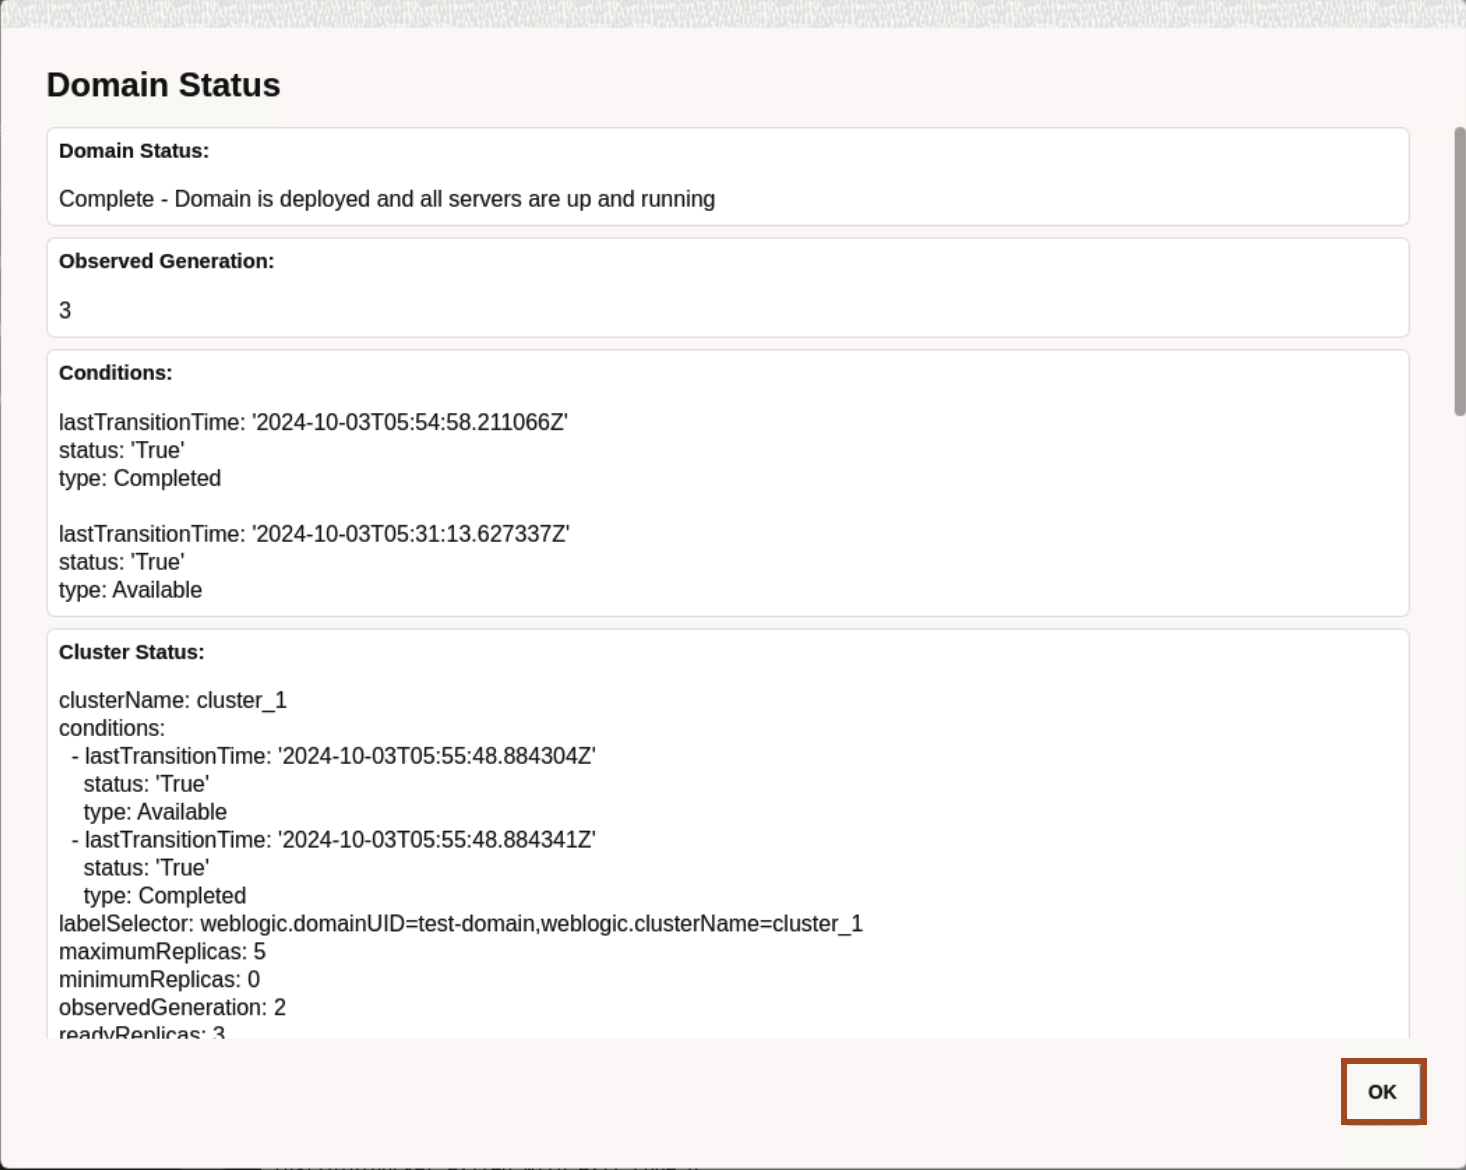 Domain Status
Domain Status:
Complete - Domain is deployed and all servers are up and running
Observed Generation:
3
Conditions:
lastTransitionTime: '2024-10-03T05:54:58.211066Z'
status: 'True'
type: Completed
lastTransitionTime: '2024-10-03T05:31:13.627337Z'
status: 'True'
type: Available
Cluster Status:
clusterName: cluster_1
conditions:
- lastTransitionTime: '2024-10-03T05:55:48.884304Z'
status: 'True'
type: Available
- lastTransitionTime: '2024-10-03T05:55:48.884341Z'
status: 'True'
type: Completed
labelSelector: weblogic.domainUID=test-domain,weblogic.clusterName=cluster_1
maximumReplicas: 5
minimumReplicas: 0
observedGeneration: 2
readyReplicas: 3
OK